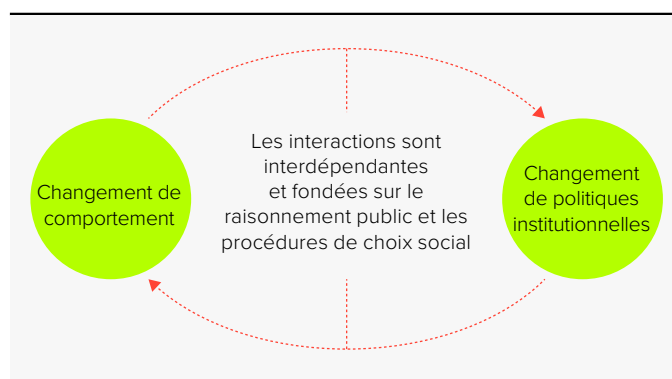 Changement de
comportement
Les interactions sont
interdépendantes
et fondées sur le
raisonnement public et les
procédures de choix social
Changement
de politiques
institutionnelles